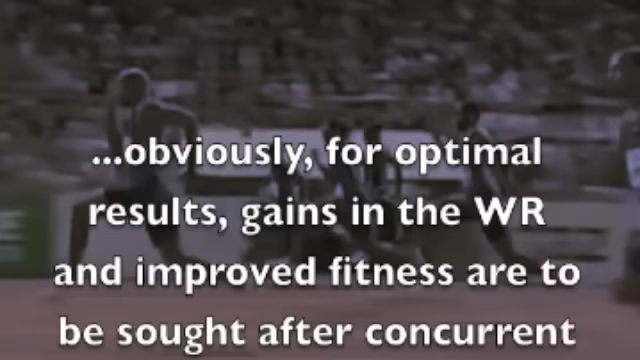 ...obviously, for optimal
results, gains in the WR
and improved fitness are to
be sought after concurrent